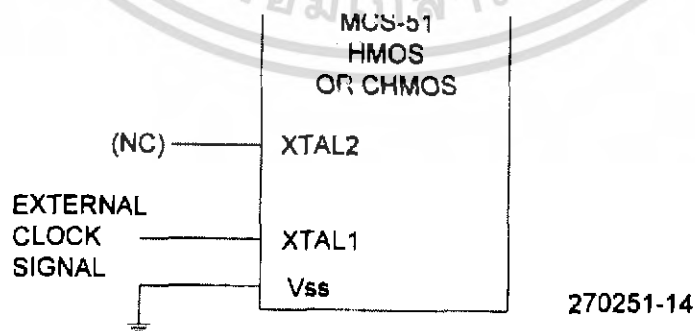 MCS-51
HMOS
OR CHMOS
(NC)
XTAL2
EXTERNAL
CLOCK
SIGNAL
XTAL1
Vss
270251-14